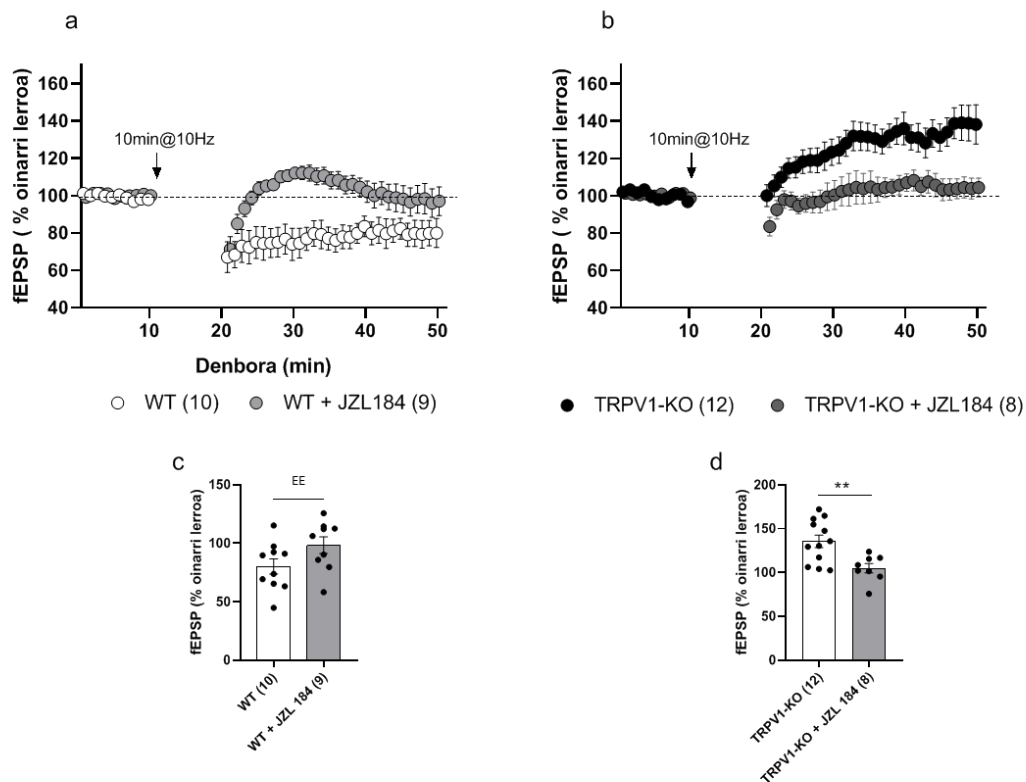 a
fEPSP ( % oinarri lerroa)
160
140
120
100
80
60
40
10min@10Hz
10
20
30
40
50
Denbora (min)
WT (10)
WT + JZL184 (9)
b
fEPSP ( % oinarri lerroa)
160
140
120
100
80
60
40
10min@10Hz
10
20
30
40
50
TRPV1-KO (12)
TRPV1-KO + JZL184 (8)
c
fEPSP (% oinarri lerroa)
150
100
50
0
EE
WT (10)
WT + JZL 184 (9)
d
fEPSP (% oinarri lerroa)
200
150
100
50
0
**
TRPV1-KO (12)
TRPV1-KO + JZL 184 (8)